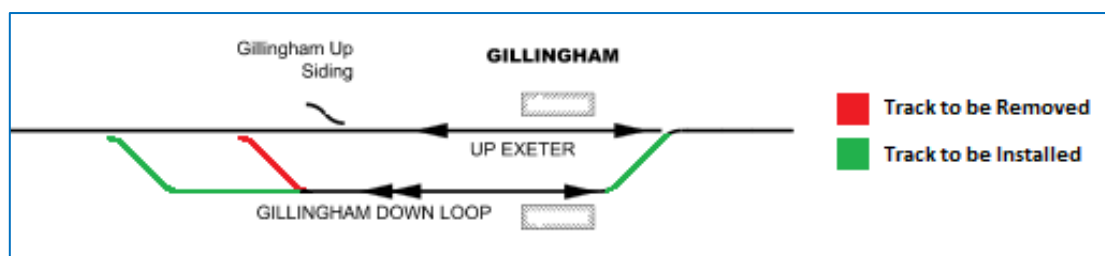 Gillingham Up
Siding
GILLINGHAM
UP EXETER
GILLINGHAM DOWN LOOP
Track to be Removed
Track to be Installed